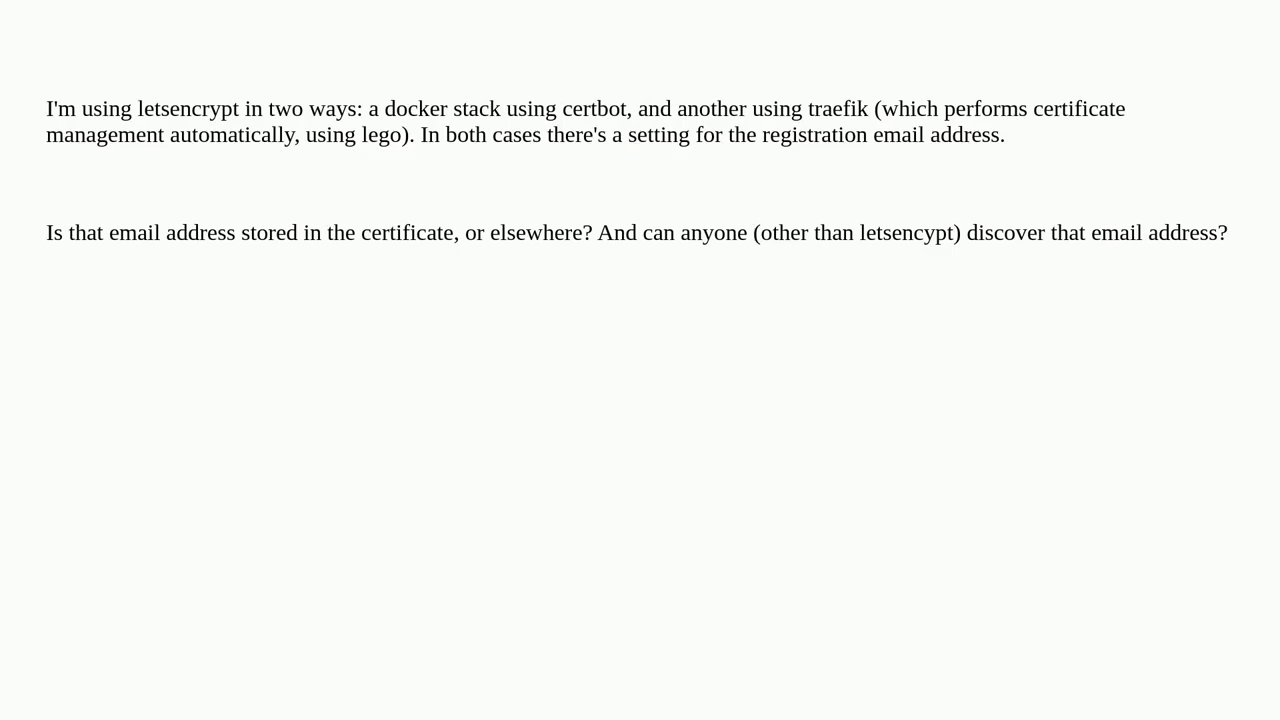 I'm using letsencrypt in two ways: a docker stack using certbot, and another using traefik (which performs certificate
management automatically, using lego). In both cases there's a setting for the registration email address.
Is that email address stored in the certificate, or elsewhere? And can anyone (other than letsencypt) discover that email address?